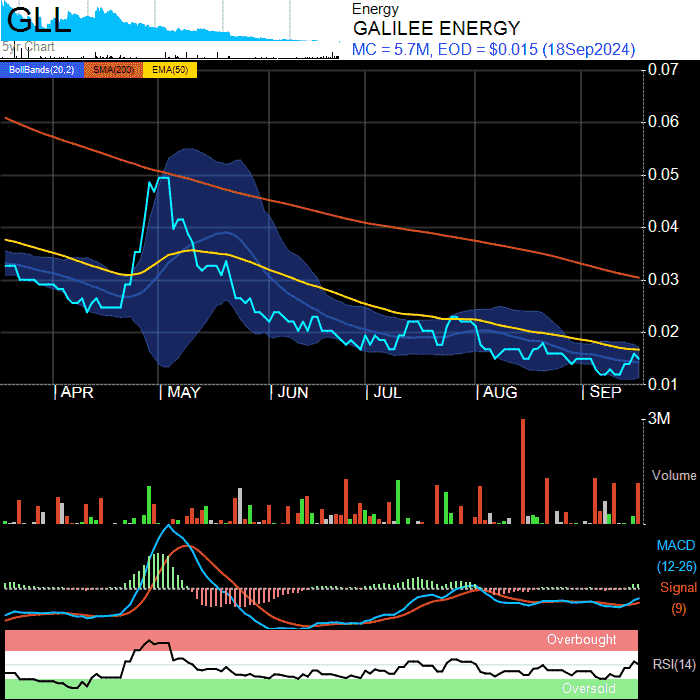 GLL
5yr Chart
Energy
GALILEE ENERGY
MC = 5.7M, EOD = $0.015 (18Sep2024)
BollBands(20,2) SMA(200) EMA(50)
0.07
0.06
0.05
0.04
0.03
0.02
0.01
APR MAY JUN JUL AUG SEP
3M
Volume
MACD
(12-26)
Signal
(9)
Overbought
RSI(14)
Oversold